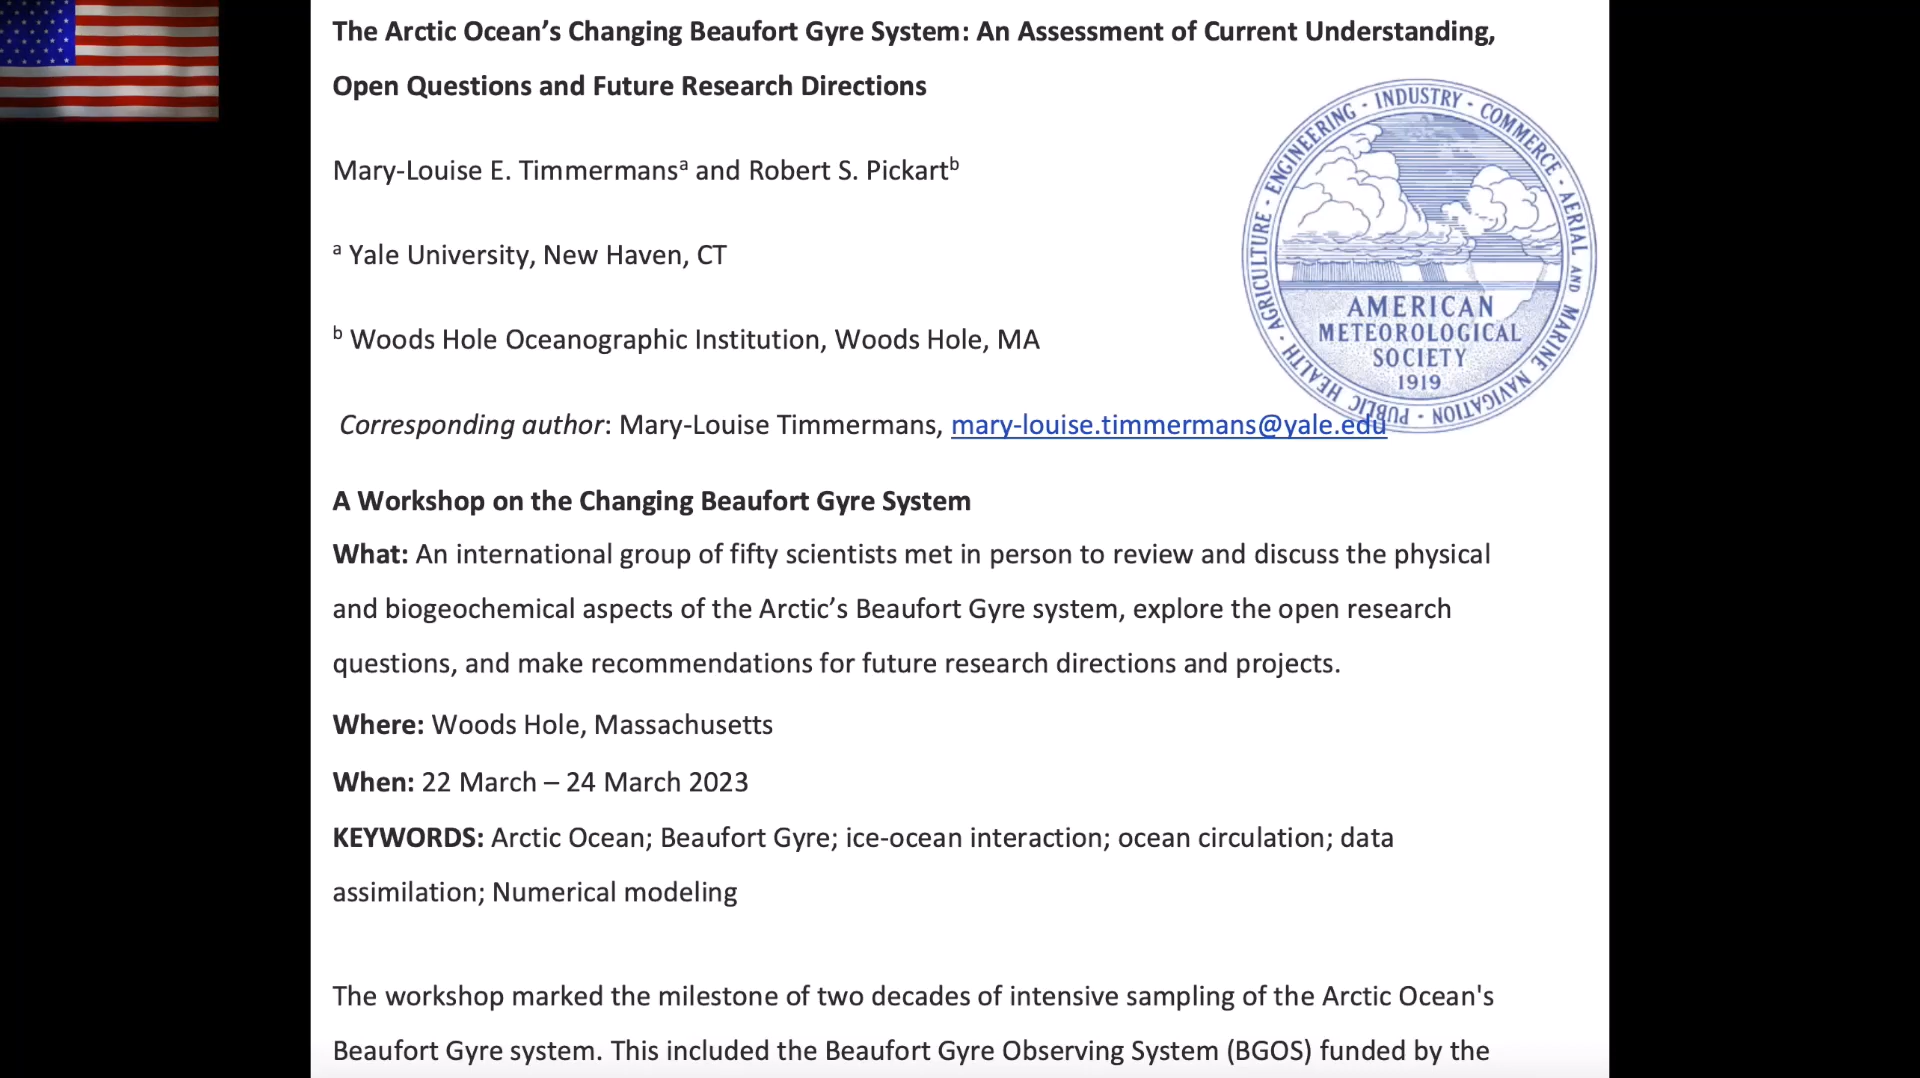 The Arctic Ocean’s Changing Beaufort Gyre System: An Assessment of Current Understanding,
Open Questions and Future Research Directions
Mary-Louise E. Timmermansᵃ and Robert S. Pickartᵇ
ᵃ Yale University, New Haven, CT
ᵇ Woods Hole Oceanographic Institution, Woods Hole, MA
Corresponding author: Mary-Louise Timmermans, mary-louise.timmermans@yale.edu
AGRICULTURE · ENGINEERING · INDUSTRY · COMMERCE · AERIAL AND MARINE NAVIGATION · PUBLIC HEALTH ·
AMERICAN
METEOROLOGICAL
SOCIETY
1919
A Workshop on the Changing Beaufort Gyre System
What: An international group of fifty scientists met in person to review and discuss the physical
and biogeochemical aspects of the Arctic’s Beaufort Gyre system, explore the open research
questions, and make recommendations for future research directions and projects.
Where: Woods Hole, Massachusetts
When: 22 March – 24 March 2023
KEYWORDS: Arctic Ocean; Beaufort Gyre; ice-ocean interaction; ocean circulation; data
assimilation; Numerical modeling
The workshop marked the milestone of two decades of intensive sampling of the Arctic Ocean's
Beaufort Gyre system. This included the Beaufort Gyre Observing System (BGOS) funded by the